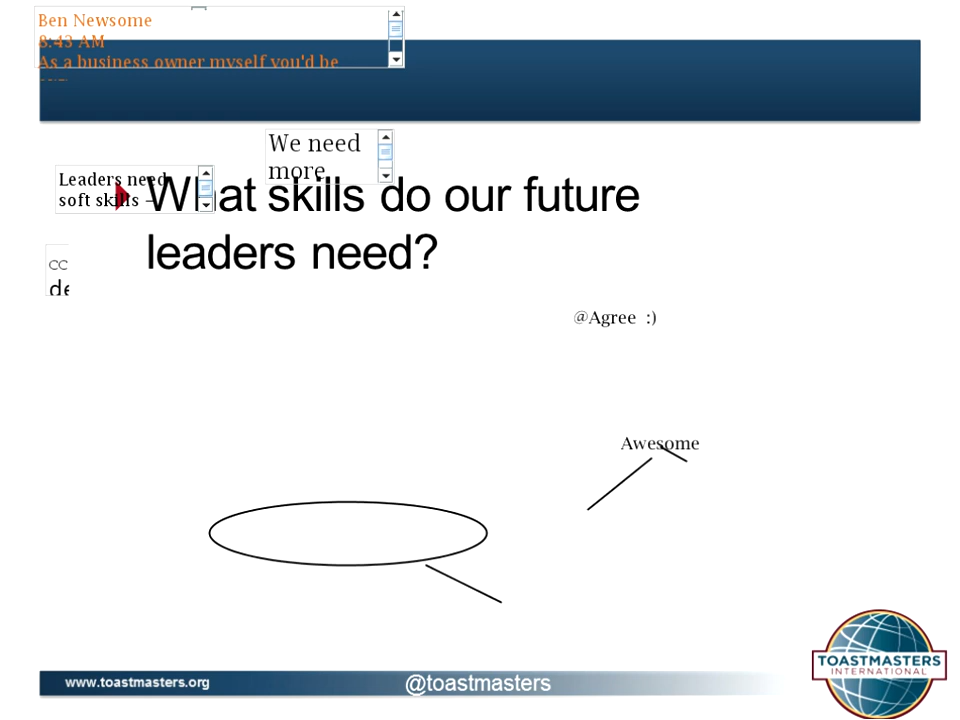 Ben Newsome
8:43 AM
As a business owner myself you'd be
We need
more
Leaders need
soft skills –
What skills do our future
leaders need?
@Agree :)
Awesome
www.toastmasters.org
@toastmasters
TOASTMASTERS
INTERNATIONAL